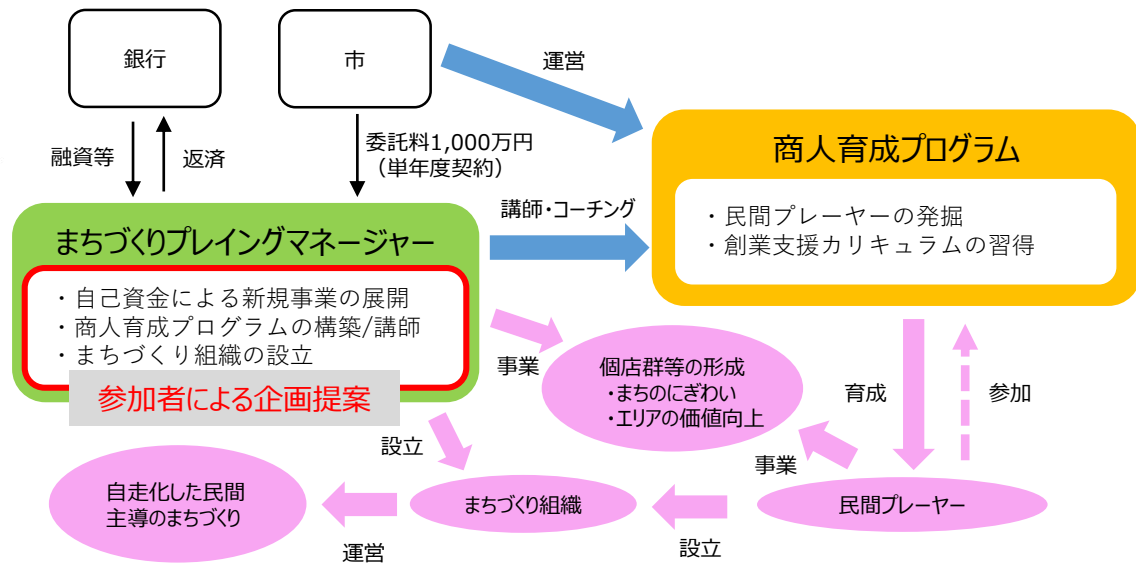 銀行
市
運営
融資等
返済
委託料1,000万円
（単年度契約）
商人育成プログラム
・民間プレーヤーの発掘
・創業支援カリキュラムの習得
講師・コーチング
まちづくりプレイングマネージャー
・自己資金による新規事業の展開
・商人育成プログラムの構築/講師
・まちづくり組織の設立
参加者による企画提案
事業
個店群等の形成
・まちのにぎわい
・エリアの価値向上
育成
参加
設立
事業
自走化した民間
主導のまちづくり
まちづくり組織
民間プレーヤー
運営
設立